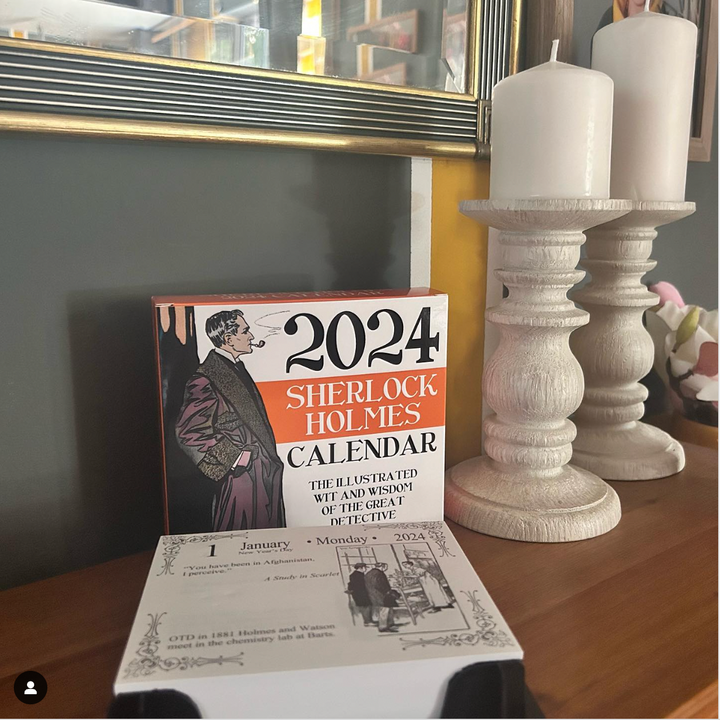 2024
SHERLOCK
HOLMES
CALENDAR
THE ILLUSTRATED
WIT AND WISDOM
OF THE GREAT
DETECTIVE
1 January • Monday • 2024
New Year's Day
"You have been in Afghanistan,
I perceive."
A Study in Scarlet
OTD in 1881 Holmes and Watson
meet in the chemistry lab at Barts.